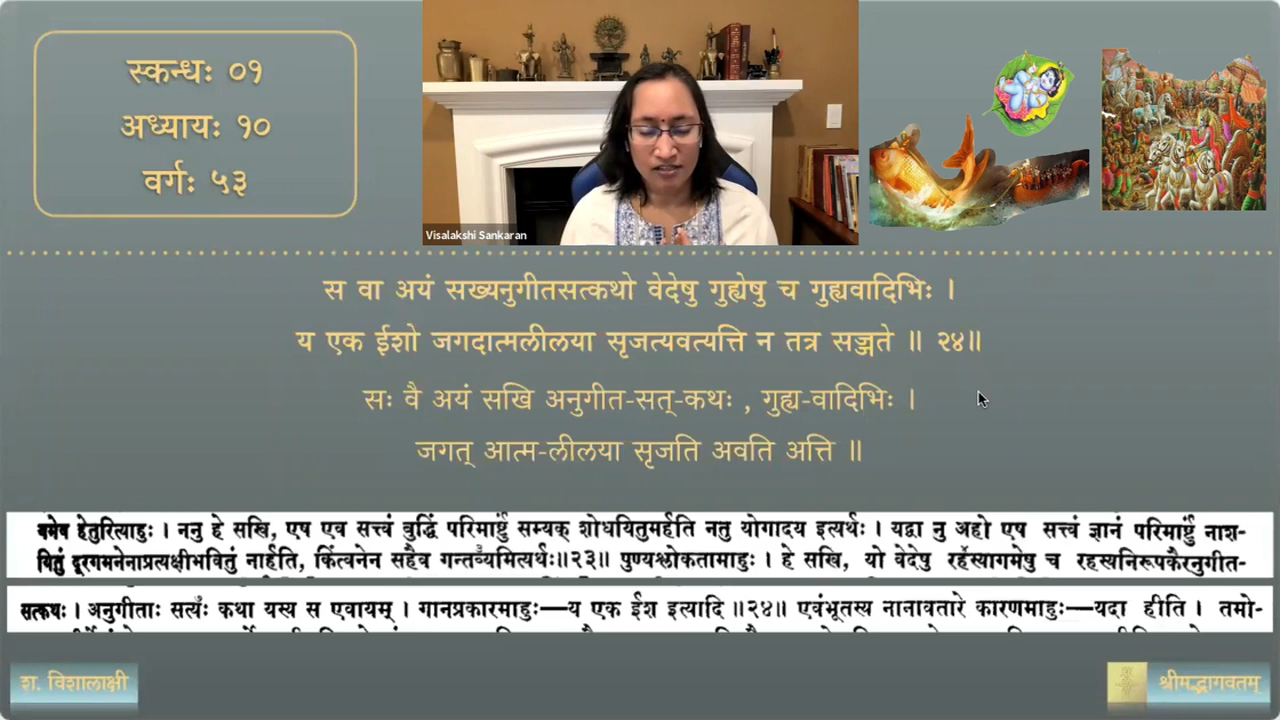 स्कन्धः ०१
अध्यायः १०
वर्गः ५३
Visalakshi Sankaran
स वा अयं सख्यनुगीतसत्कथो वेदेषु गुह्येषु च गुह्यवादिभिः ।
य एक ईशो जगदात्मलीलया सृजत्यवत्यत्ति न तत्र सज्जते ॥ २४॥
सः वै अयं सखि अनुगीत-सत्-कथः , गुह्य-वादिभिः ।
जगत् आत्म-लीलया सृजति अवति अत्ति ॥
हेतुरित्याहुः । ननु हे सखि, एष एव सत्त्वं बुद्धिं परिमार्ष्टुं सम्यक् शोधयितुमर्हति नतु योगादय इत्यर्थः । यद्वा नु अहो एष सत्त्वं ज्ञानं परिमार्ष्टुं नाश-
यितुं दूरगमनेनाप्रत्यक्षीभवितुं नार्हति, किंत्वनेन सहैव गन्तव्यमित्यर्थः॥२३॥ पुण्यश्लोकतामाहुः । हे सखि, यो वेदेषु रहस्यागमेषु च रहस्यनिरूपकैरनुगीत-
सत्कथः । अनुगीताः सत्यः कथा यस्य स एवायम् । गानप्रकारमाहुः—य एक ईश इत्यादि ॥२४॥ एवंभूतस्य नानावतारे कारणमाहुः—यदा हीति । तमो-
श. विशालाक्षी
श्रीमद्भागवतम्